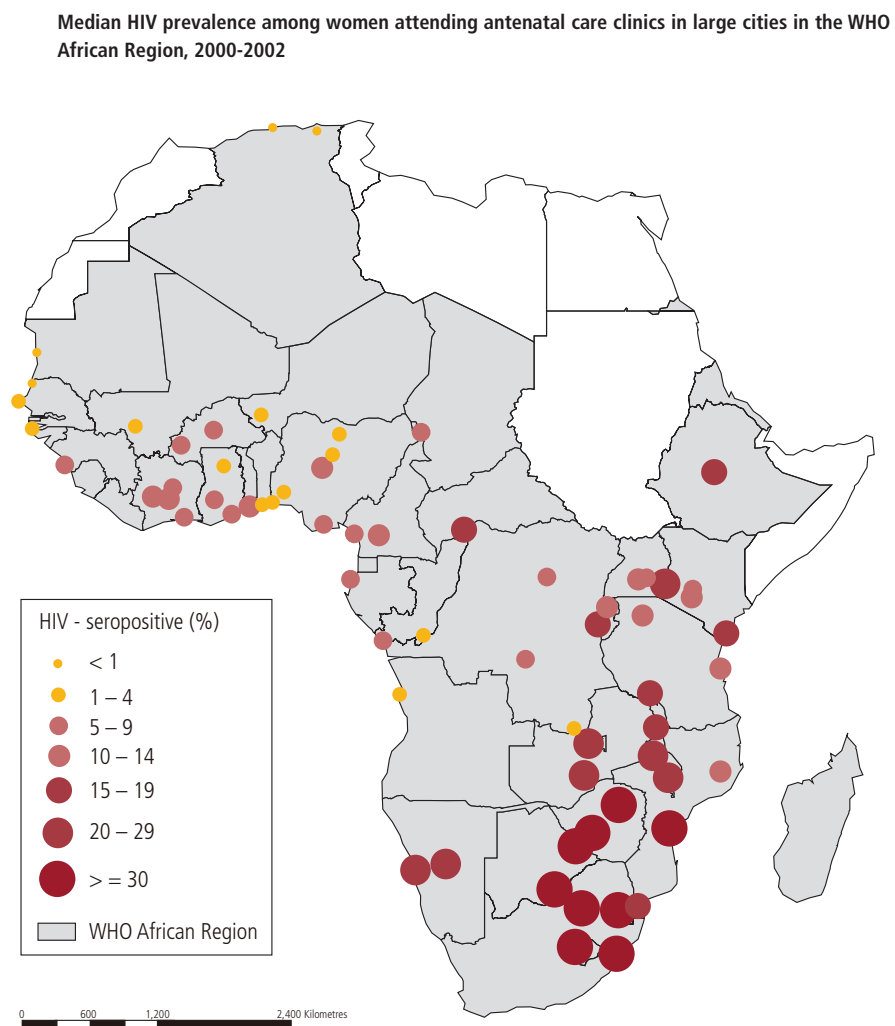 Median HIV prevalence among women attending antenatal care clinics in large cities in the WHO
African Region, 2000-2002
HIV - seropositive (%)
< 1
1 – 4
5 – 9
10 – 14
15 – 19
20 – 29
> = 30
WHO African Region
0 600 1,200 2,400 Kilometres